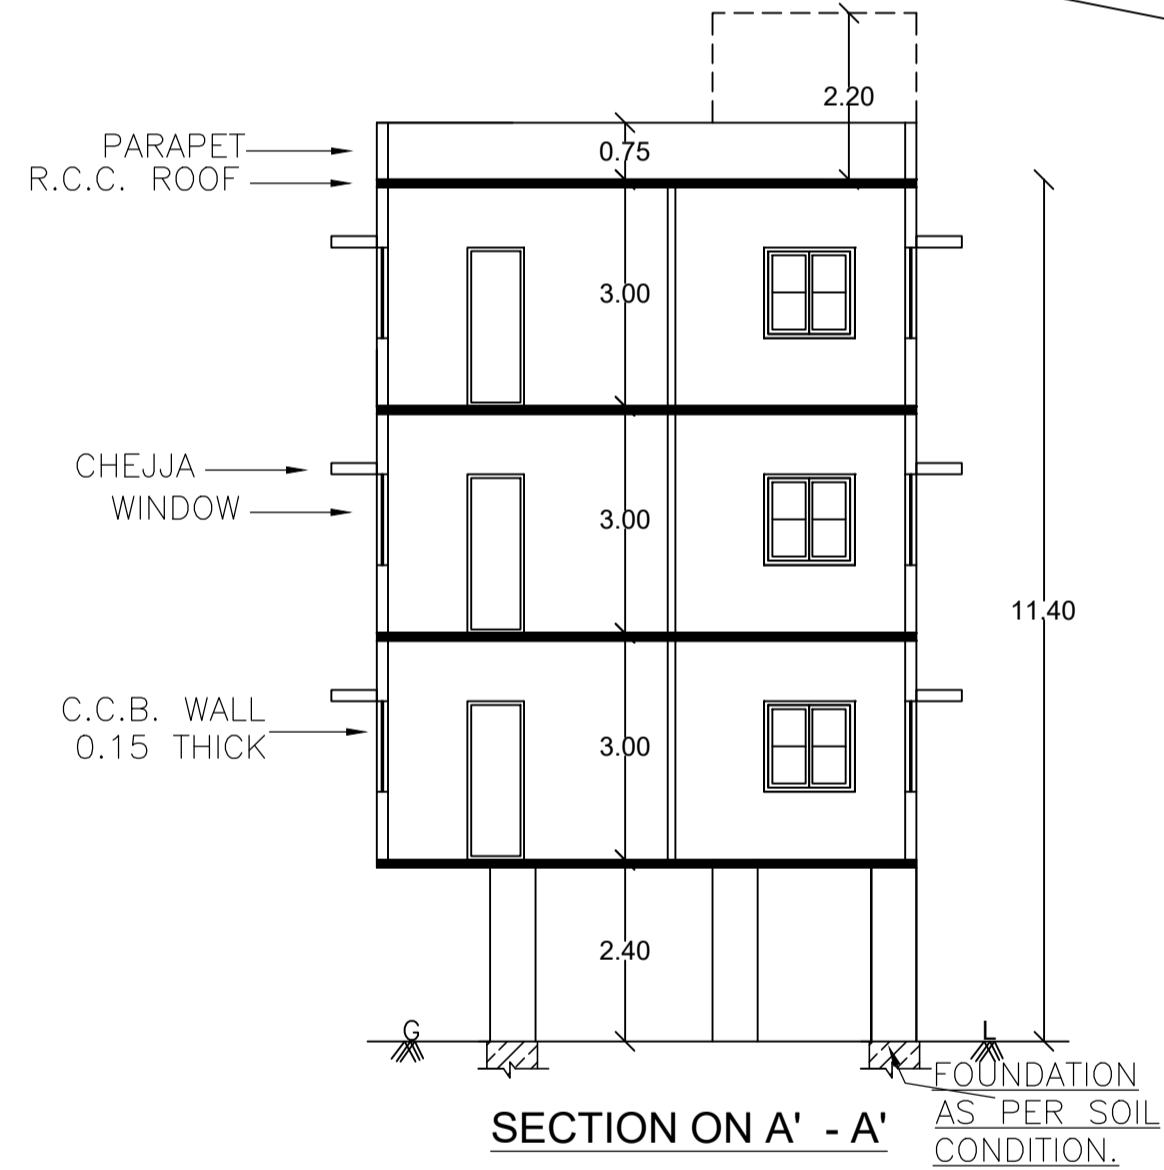 2.20
PARAPET
0.75
R.C.C. ROOF
3.00
CHEJJA
WINDOW
3.00
11.40
C.C.B. WALL
0.15 THICK
3.00
2.40
G
L
FOUNDATION
AS PER SOIL
CONDITION.
SECTION ON A' - A'